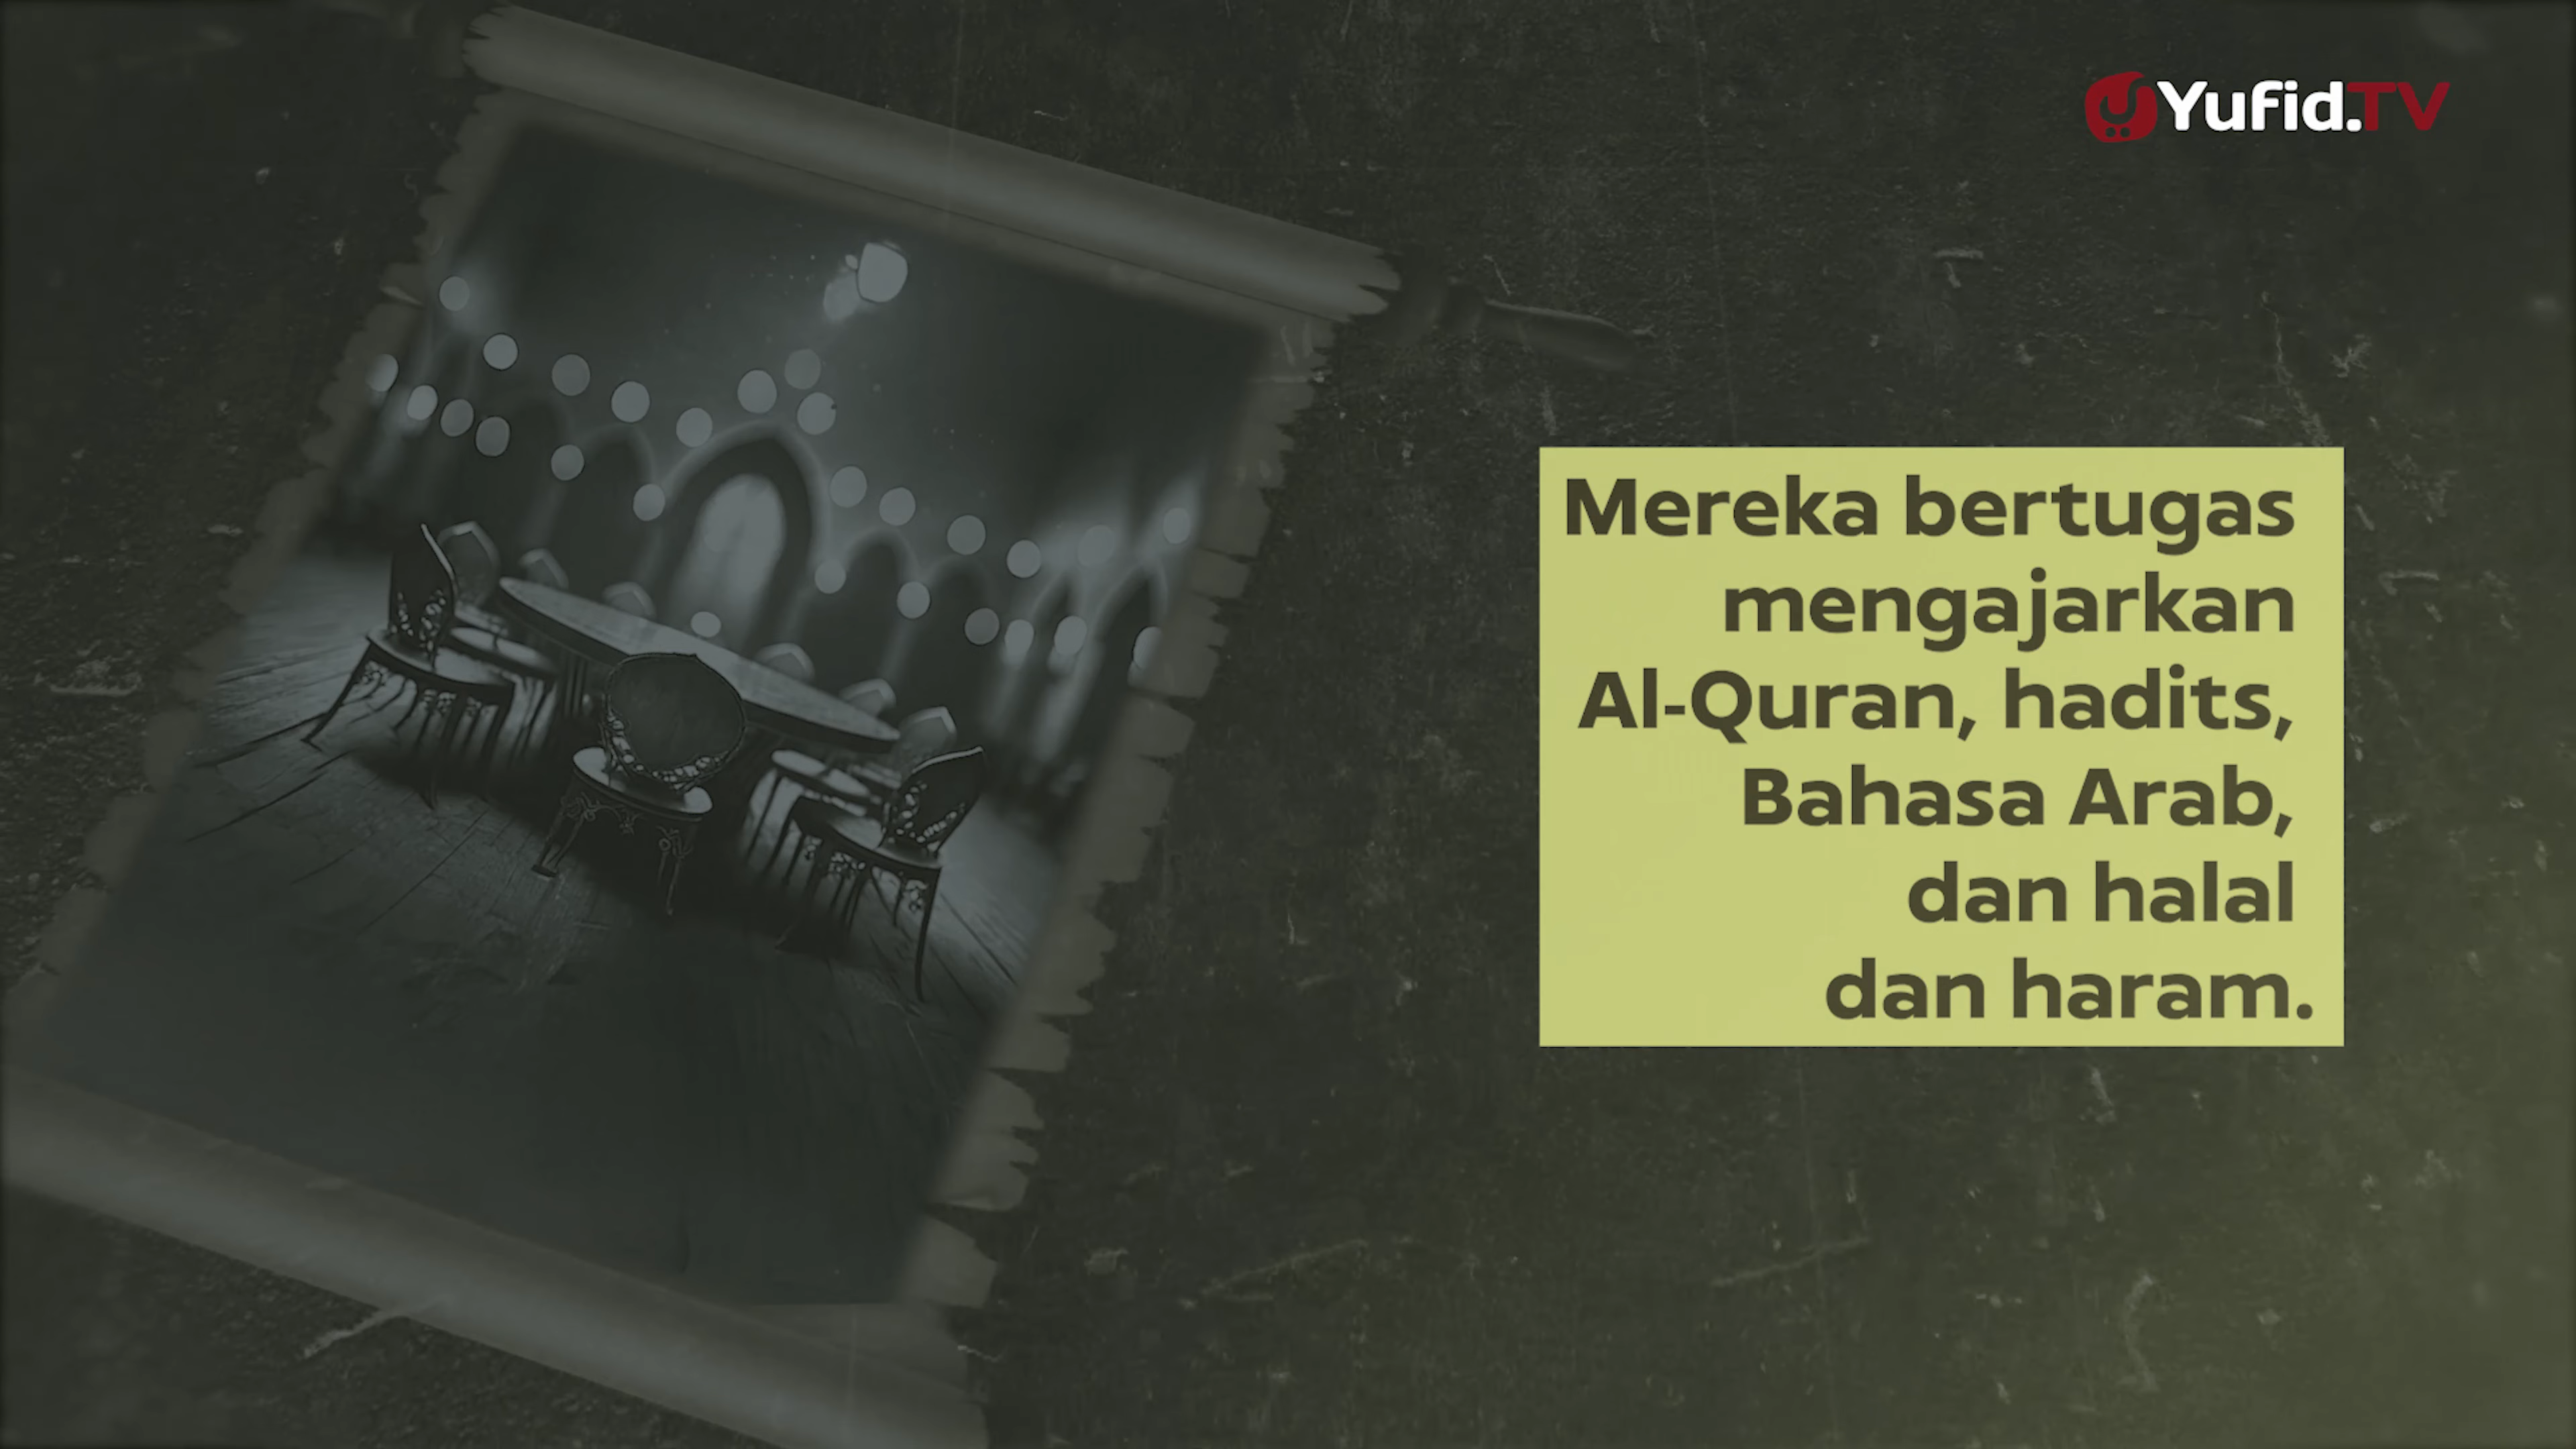 Yufid.TV
Mereka bertugas
mengajarkan
Al-Quran, hadits,
Bahasa Arab,
dan halal
dan haram.